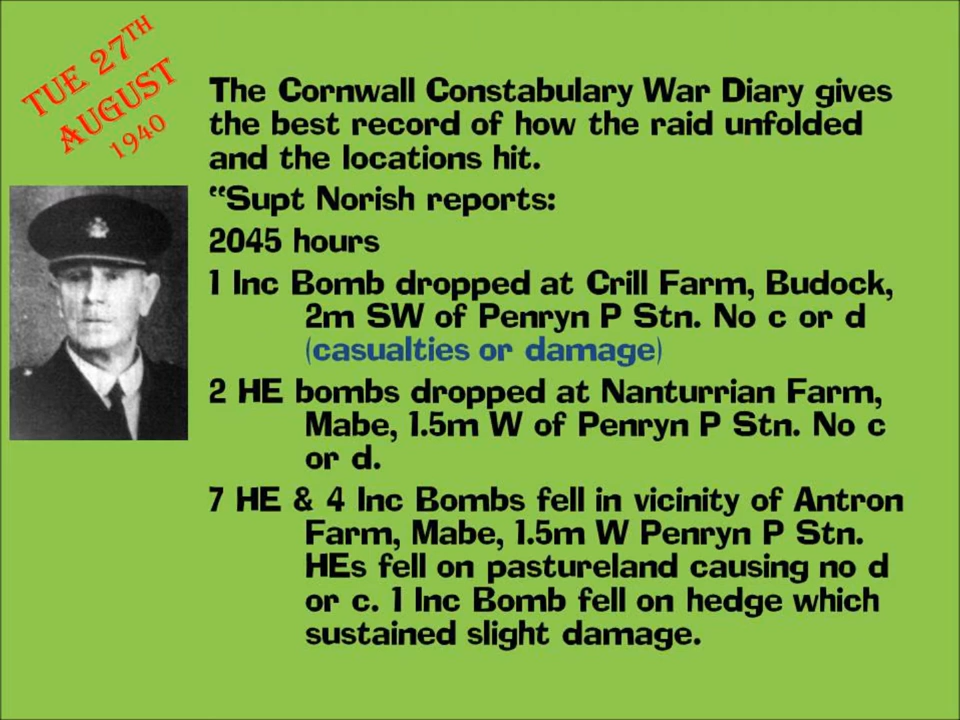 TUE 27TH
AUGUST
1940
The Cornwall Constabulary War Diary gives
the best record of how the raid unfolded
and the locations hit.
“Supt Norish reports:
2045 hours
1 Inc Bomb dropped at Crill Farm, Budock,
2m SW of Penryn P Stn. No c or d
(casualties or damage)
2 HE bombs dropped at Nanturrian Farm,
Mabe, 1.5m W of Penryn P Stn. No c
or d.
7 HE & 4 Inc Bombs fell in vicinity of Antron
Farm, Mabe, 1.5m W Penryn P Stn.
HEs fell on pastureland causing no d
or c. 1 Inc Bomb fell on hedge which
sustained slight damage.